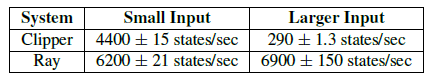 System Small Input Larger Input
Clipper 4400 ± 15 states/sec 290 ± 1.3 states/sec
Ray 6200 ± 21 states/sec 6900 ± 150 states/sec